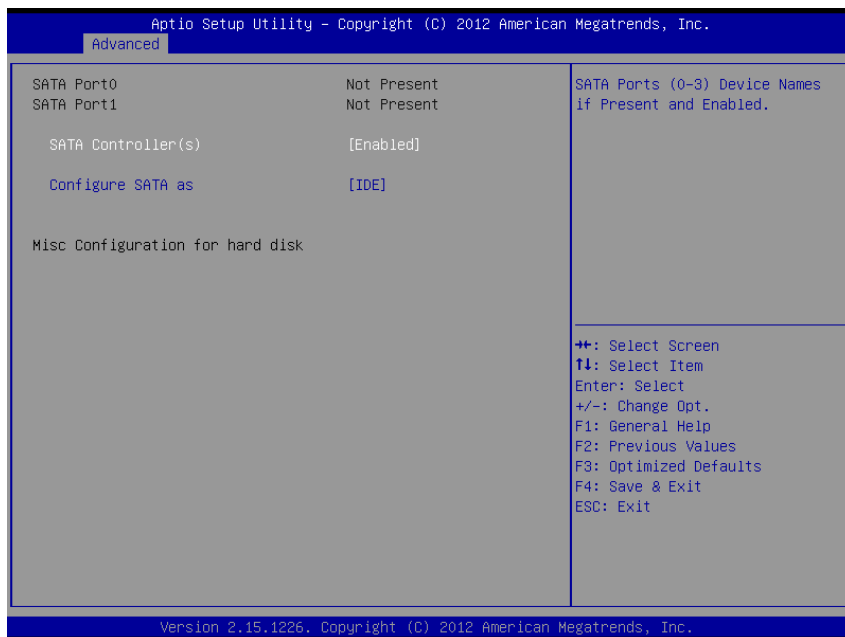 Aptio Setup Utility – Copyright (C) 2012 American Megatrends, Inc.
Advanced
SATA Port0 Not Present
SATA Port1 Not Present
SATA Controller(s) [Enabled]
Configure SATA as [IDE]
Misc Configuration for hard disk
SATA Ports (0-3) Device Names
if Present and Enabled.
→←: Select Screen
↑↓: Select Item
Enter: Select
+/-: Change Opt.
F1: General Help
F2: Previous Values
F3: Optimized Defaults
F4: Save & Exit
ESC: Exit
Version 2.15.1226. Copyright (C) 2012 American Megatrends, Inc.